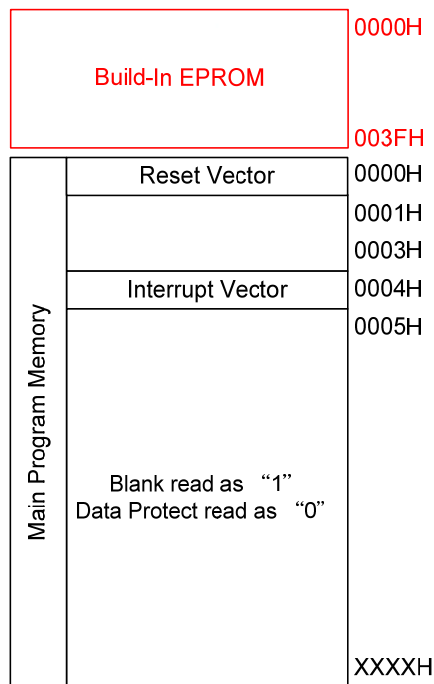 0000H
Build-In EPROM
003FH
Reset Vector
0000H
0001H
0003H
Interrupt Vector
0004H
0005H
Main Program Memory
Blank read as “1”
Data Protect read as “0”
XXXXH